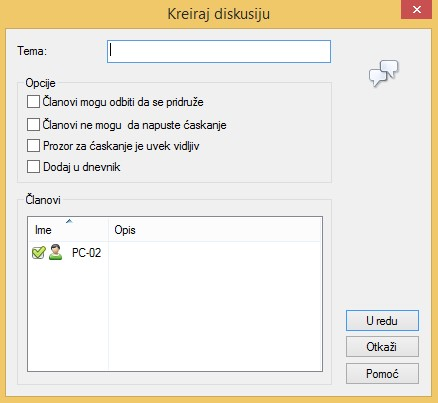 Kreiraj diskusiju
Tema:
Opcije
Članovi mogu odbiti da se pridruže
Članovi ne mogu  da napuste ćaskanje
Prozor za ćaskanje je uvek vidljiv
Dodaj u dnevnik
Članovi
Ime Opis
PC-02
U redu
Otkaži
Pomoć